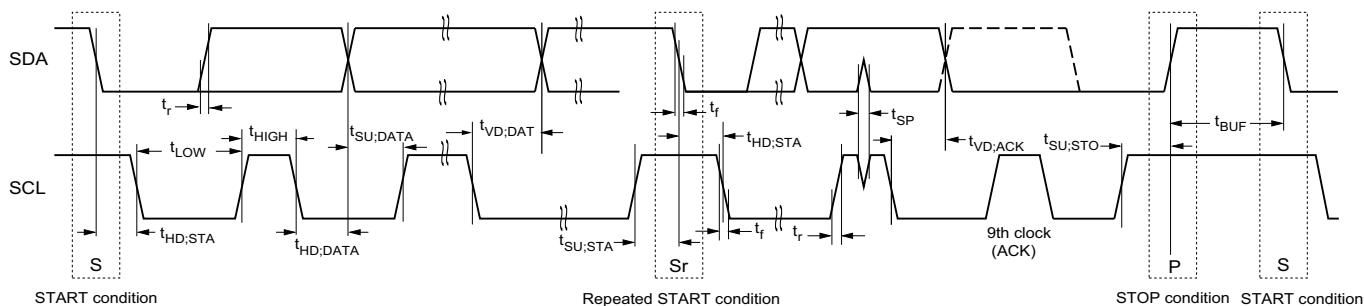 SDA
t_r
t_f
t_HIGH
t_LOW
t_SU;DATA
t_VD;DAT
t_HD;STA
t_SP
t_VD;ACK
t_SU;STO
t_BUF
SCL
t_HD;STA
t_HD;DATA
t_SU;STA
t_f
t_r
9th clock
(ACK)
S
Sr
P
S
START condition
Repeated START condition
STOP condition
START condition